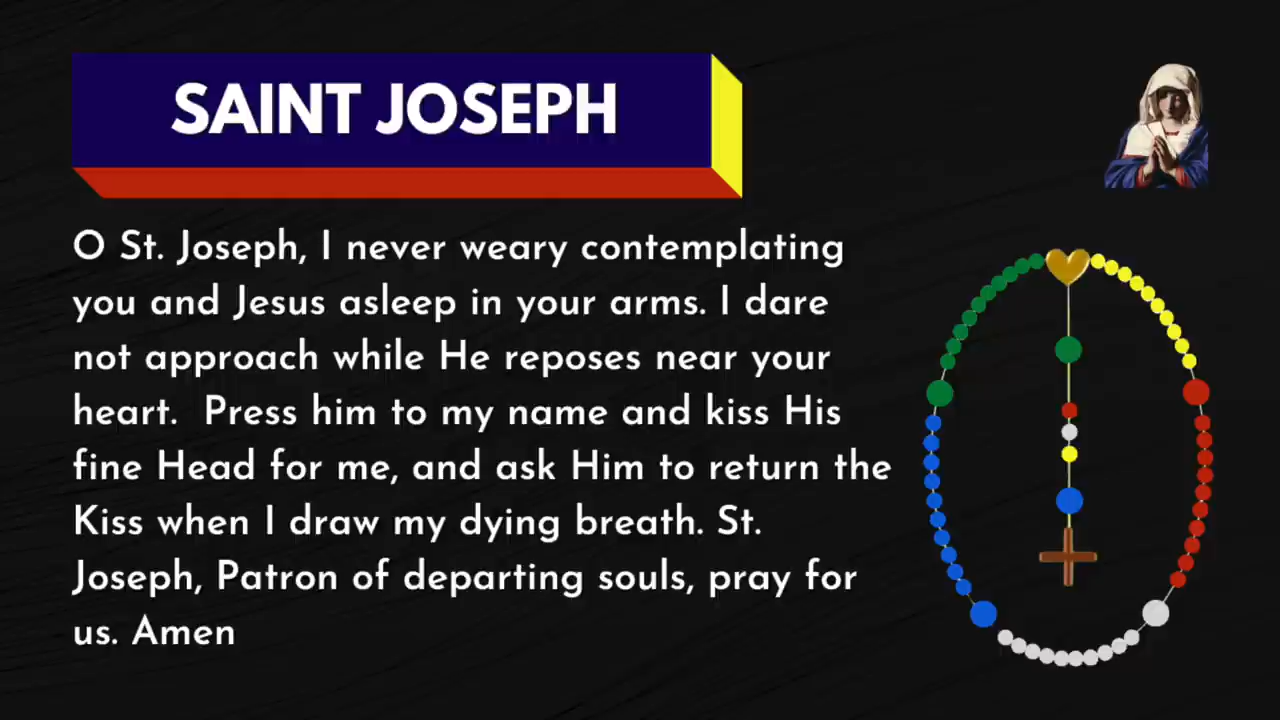 SAINT JOSEPH
O St. Joseph, I never weary contemplating
you and Jesus asleep in your arms. I dare
not approach while He reposes near your
heart.  Press him to my name and kiss His
fine Head for me, and ask Him to return the
Kiss when I draw my dying breath. St.
Joseph, Patron of departing souls, pray for
us. Amen